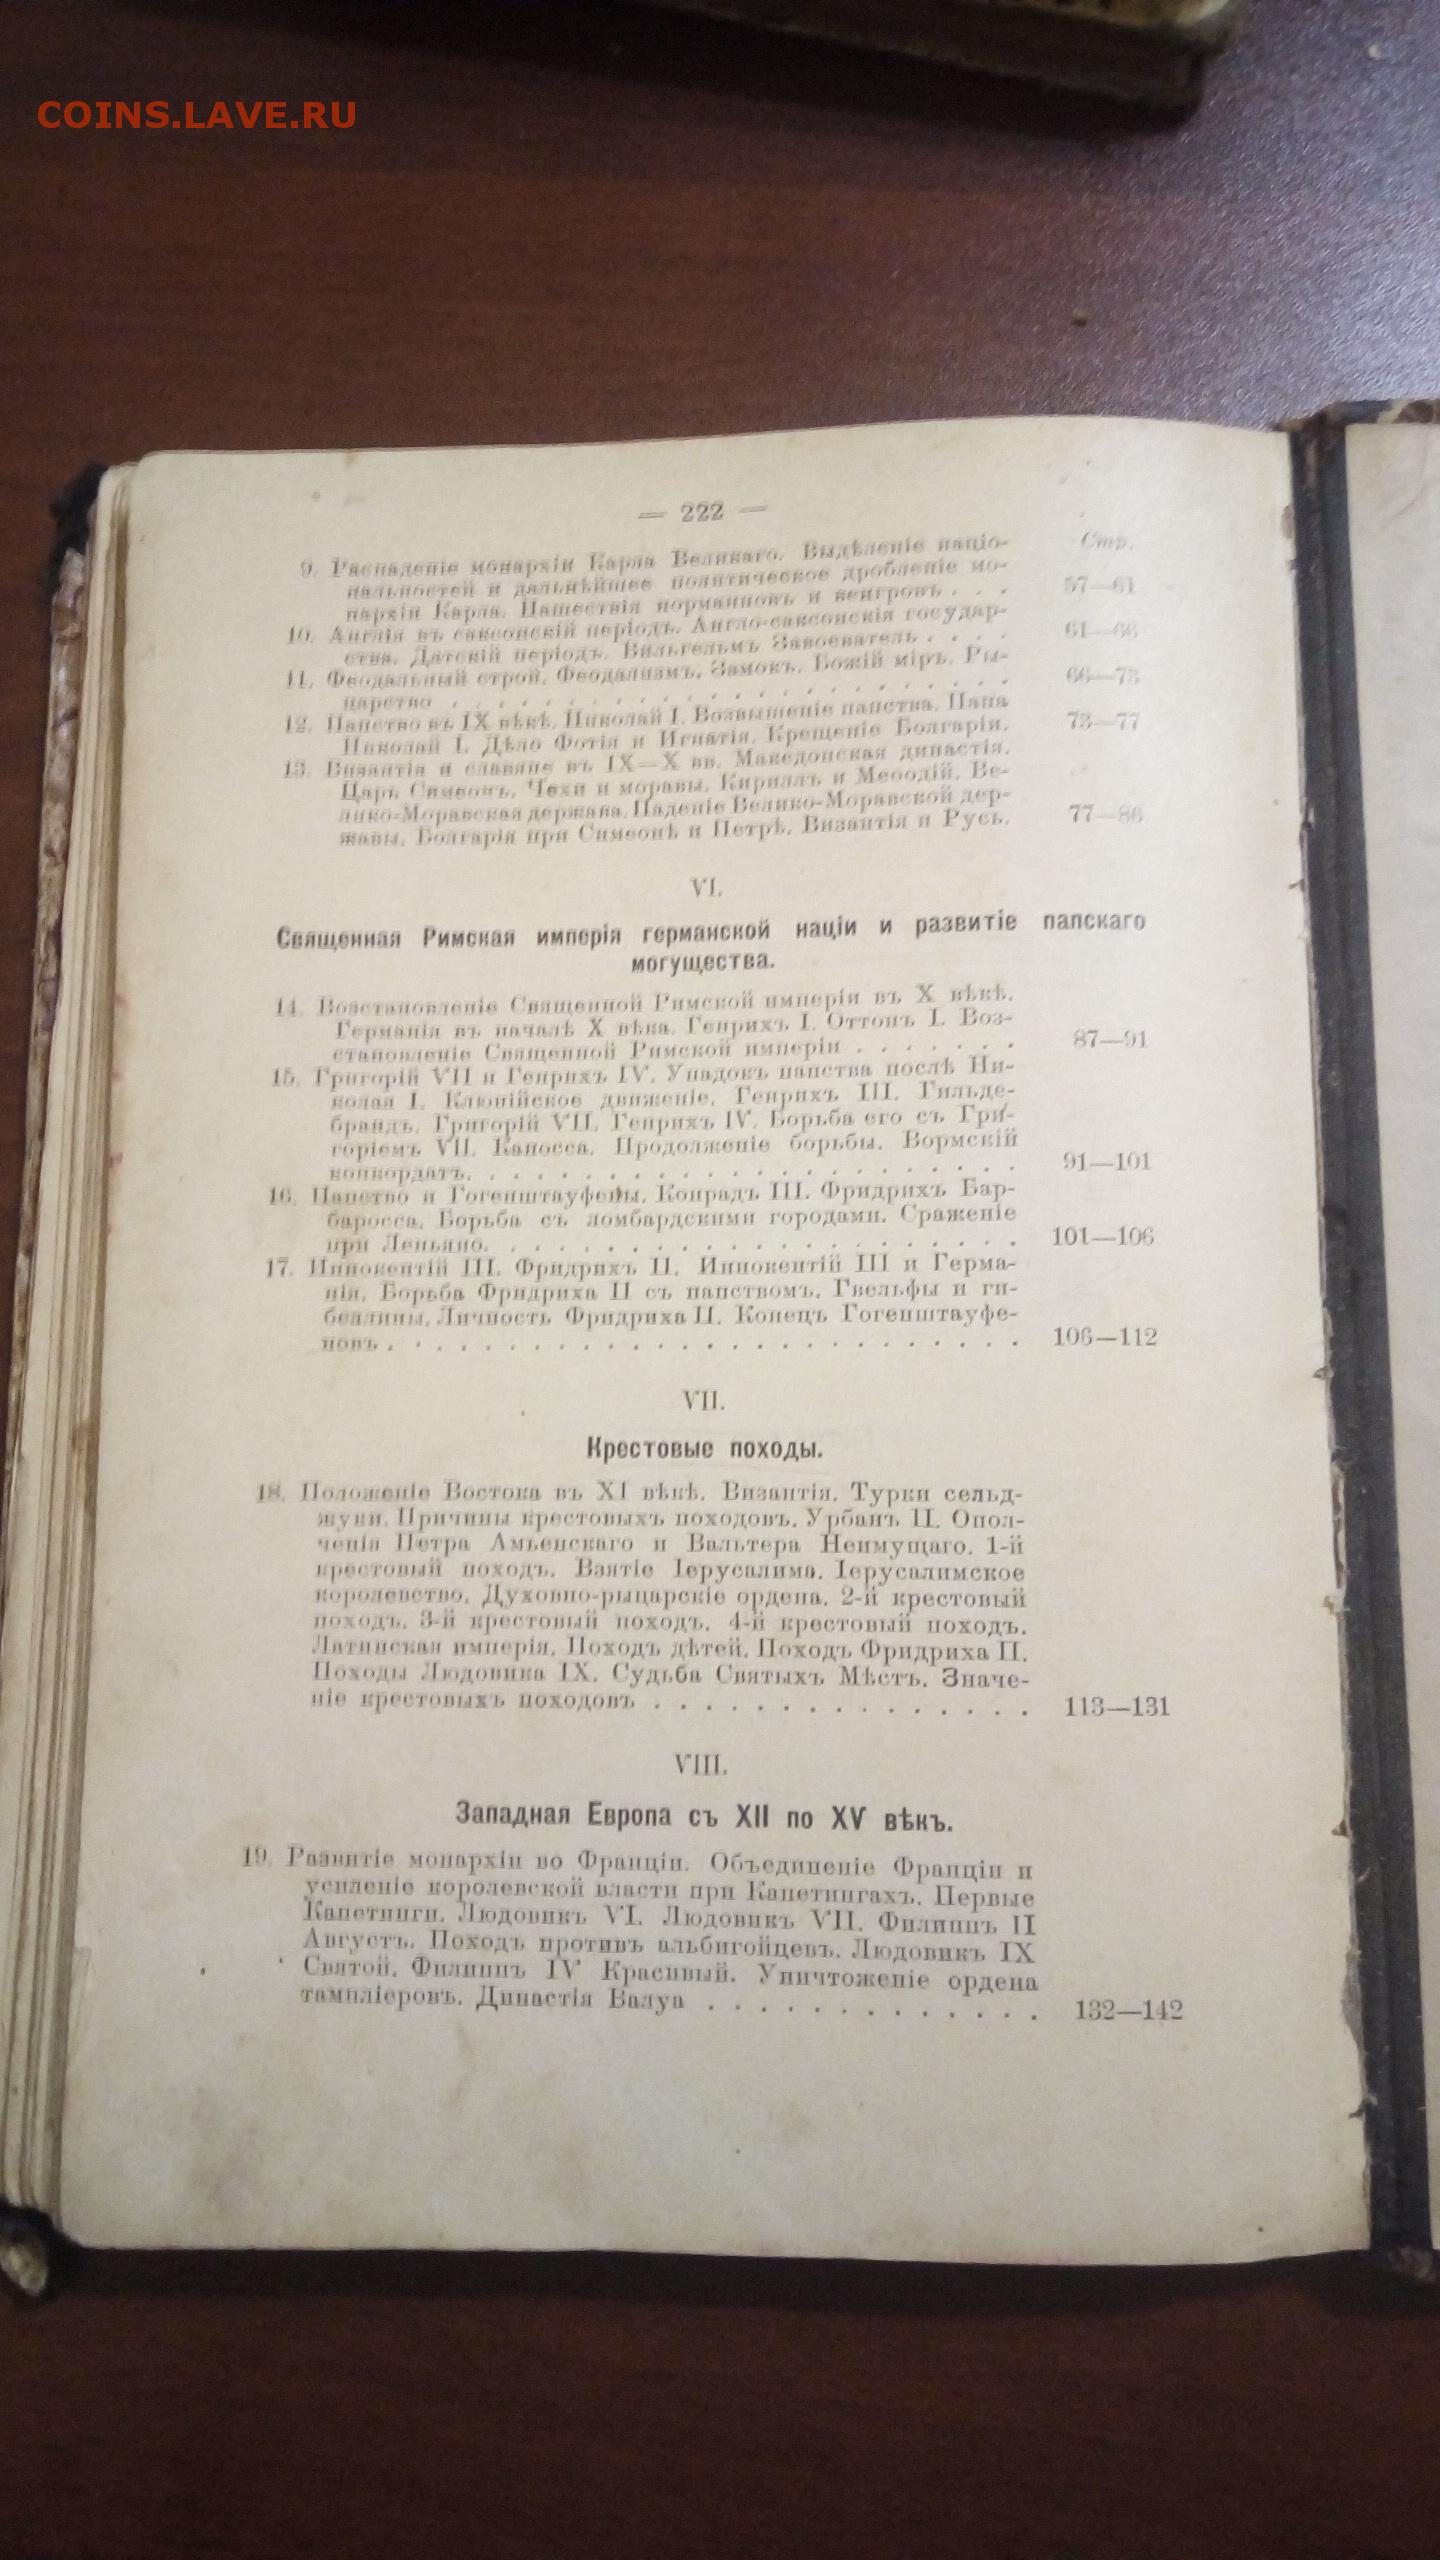 COINS.LAVE.RU
— 222 —
Стр.
9. Распаденіе монархіи Карла Великаго. Выдѣленіе націо-
нальностей и дальнѣйшее политическое дробленіе мо-
нархіи Карла. Нашествія норманновъ и венгровъ . . . 57—61
10. Англія въ саксонскій періодъ. Англо-саксонскія государ-
ства. Датскій періодъ. Вильгельмъ Завоеватель . . . . 61—66
11. Феодальный строй. Феодализмъ. Замокъ. Божій міръ. Ры-
царство . . . . . . . . . . . . . . . . . 66—73
12. Папство въ IX вѣкѣ. Николай I. Возвышеніе папства. Папа
Николай I. Дѣло Фотія и Игнатія. Крещеніе Болгаріи. 73—77
13. Византія и славяне въ IX—X вв. Македонская династія.
Царь Симеонъ. Чехи и моравы. Кириллъ и Меѳодій. Ве-
лико-Моравская держава. Паденіе Велико-Моравской дер-
жавы. Болгарія при Симеонѣ и Петрѣ. Византія и Русь. 77—86
VI.
Священная Римская имперія германской націи и развитіе папскаго
могущества.
14. Возстановленіе Священной Римской имперіи въ X вѣкѣ.
Германія въ началѣ X вѣка. Генрихъ I. Оттонъ I. Воз-
становленіе Священной Римской имперіи . . . . . . . 87—91
15. Григорій VII и Генрихъ IV. Упадокъ папства послѣ Ни-
колая I. Клюнійское движеніе. Генрихъ III. Гильде-
брандъ. Григорій VII. Генрихъ IV. Борьба его съ Гри-
горіемъ VII. Каносса. Продолженіе борьбы. Вормскій
конкордатъ. . . . . . . . . . . . . . . . . . . . . 91—101
16. Папство и Гогенштауфены. Конрадъ III. Фридрихъ Бар-
баросса. Борьба съ ломбардскими городами. Сраженіе
при Леньяно. . . . . . . . . . . . . . . . . . . . 101—106
17. Иннокентій III. Фридрихъ II. Иннокентій III и Герма-
нія. Борьба Фридриха II съ папствомъ. Гвельфы и ги-
беллины. Личность Фридриха II. Конецъ Гогенштауфе-
новъ . . . . . . . . . . . . . . . . . . . . . . . 106—112
VII.
Крестовые походы.
18. Положеніе Востока въ XI вѣкѣ. Византія. Турки сельд-
жуки. Причины крестовыхъ походовъ. Урбанъ II. Опол-
ченія Петра Амьенскаго и Вальтера Неимущаго. 1-й
крестовый походъ. Взятіе Іерусалима. Іерусалимское
королевство. Духовно-рыцарскіе ордена. 2-й крестовый
походъ. 3-й крестовый походъ. 4-й крестовый походъ.
Латинская имперія. Походъ дѣтей. Походъ Фридриха II.
Походы Людовика IX. Судьба Святыхъ Мѣстъ. Значе-
ніе крестовыхъ походовъ . . . . . . . . . . . . . . . 113—131
VIII.
Западная Европа съ XII по XV вѣкъ.
19. Развитіе монархіи во Франціи. Объединеніе Франціи и
усиленіе королевской власти при Капетингахъ. Первые
Капетинги. Людовикъ VI. Людовикъ VII. Филиппъ II
Августъ. Походъ противъ альбигойцевъ. Людовикъ IX
Святой. Филиппъ IV Красивый. Уничтоженіе ордена
тампліеровъ. Династія Валуа . . . . . . . . . . . . . 132—142